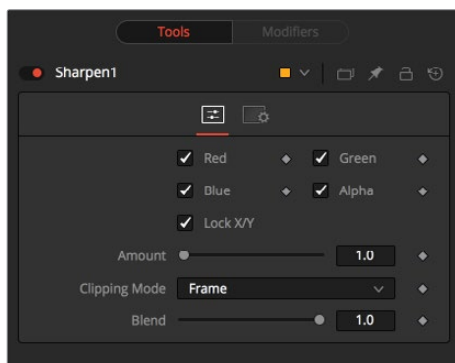 Tools Modifiers
Sharpen1
Red Green
Blue Alpha
Lock X/Y
Amount 1.0
Clipping Mode Frame
Blend 1.0